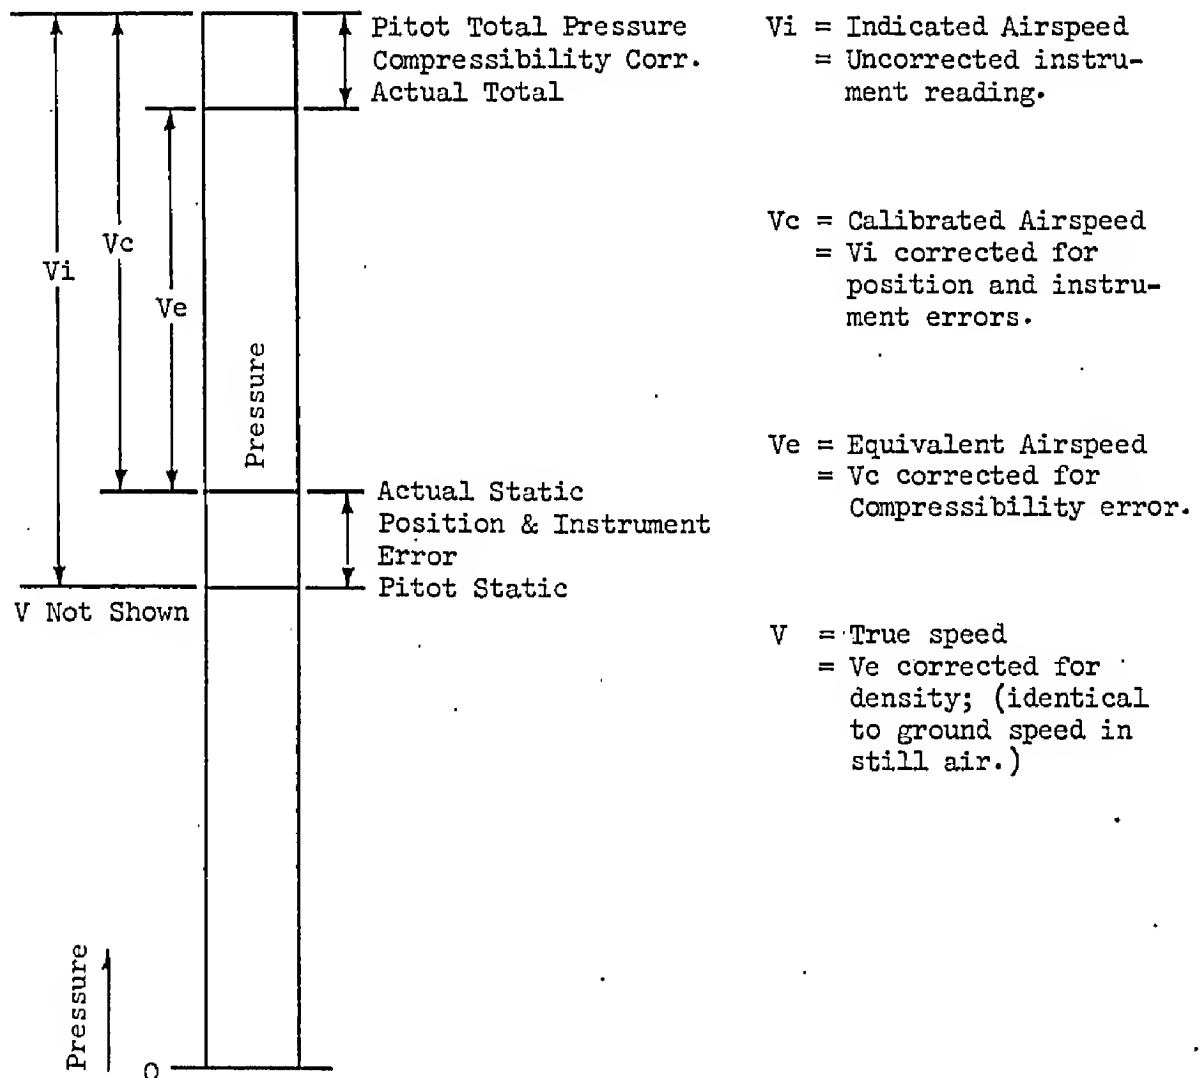 Pitot Total Pressure
Compressibility Corr.
Actual Total
Vi
Vc
Ve
Pressure
Actual Static
Position & Instrument
Error
Pitot Static
V Not Shown
Pressure
0
Vi = Indicated Airspeed
= Uncorrected instru-
ment reading.
Vc = Calibrated Airspeed
= Vi corrected for
position and instru-
ment errors.
Ve = Equivalent Airspeed
= Vc corrected for
Compressibility error.
V = True speed
= Ve corrected for
density; (identical
to ground speed in
still air.)